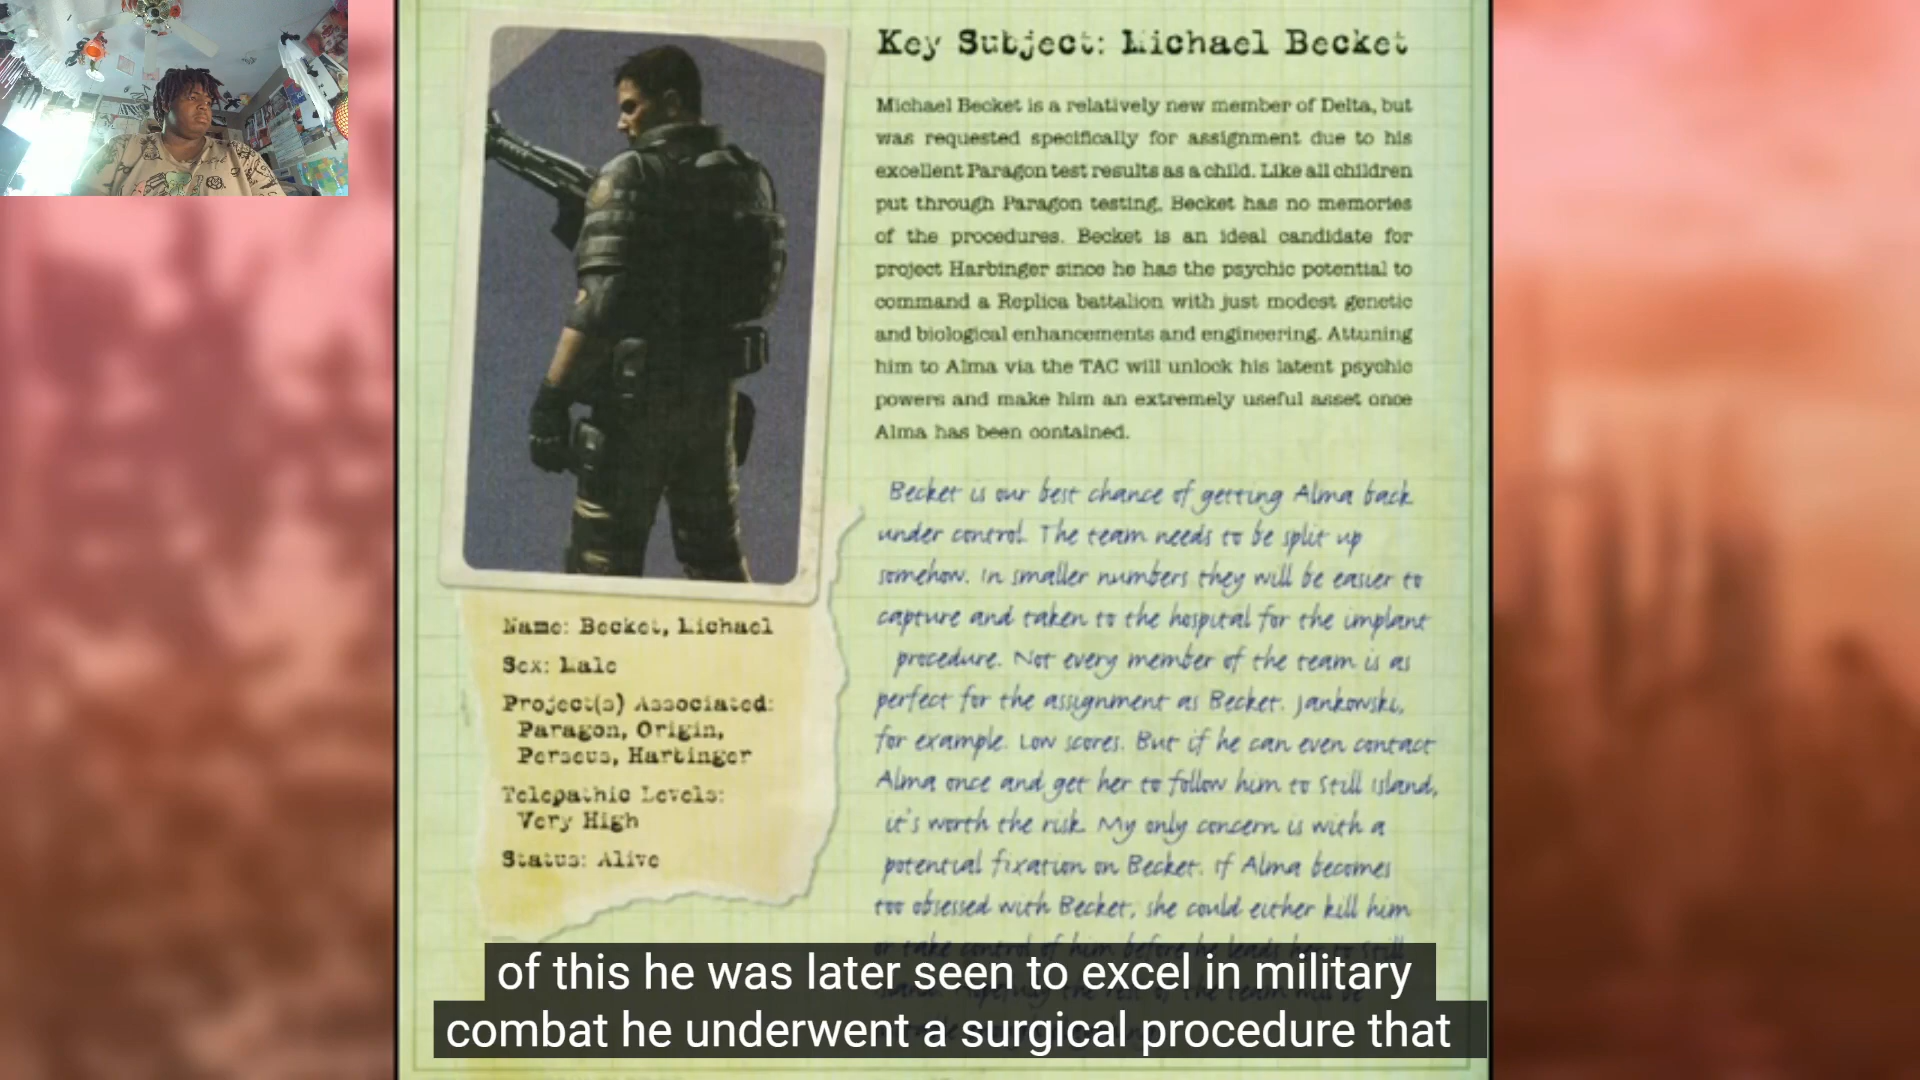 Key Subject: Michael Becket
Michael Becket is a relatively new member of Delta, but
was requested specifically for assignment due to his
excellent Paragon test results as a child. Like all children
put through Paragon testing, Becket has no memories
of the procedures. Becket is an ideal candidate for
project Harbinger since he has the psychic potential to
command a Replica battalion with just modest genetic
and biological enhancements and engineering. Attuning
him to Alma via the TAC will unlock his latent psychic
powers and make him an extremely useful asset once
Alma has been contained.
Becket is our best chance of getting Alma back
under control. The team needs to be split up
somehow. In smaller numbers they will be easier to
capture and taken to the hospital for the implant
procedure. Not every member of the team is as
perfect for the assignment as Becket. Jankowski,
for example. Low scores. But if he can even contact
Alma once and get her to follow him to Still Island,
it's worth the risk. My only concern is with a
potential fixation on Becket. If Alma becomes
too obsessed with Becket, she could either kill him
or take control of him before he leads her to Still
Name: Becket, Michael
Sex: Male
Project(s) Associated:
Paragon, Origin,
Perseus, Harbinger
Telepathic Levels:
Very High
Status: Alive
of this he was later seen to excel in military
combat he underwent a surgical procedure that